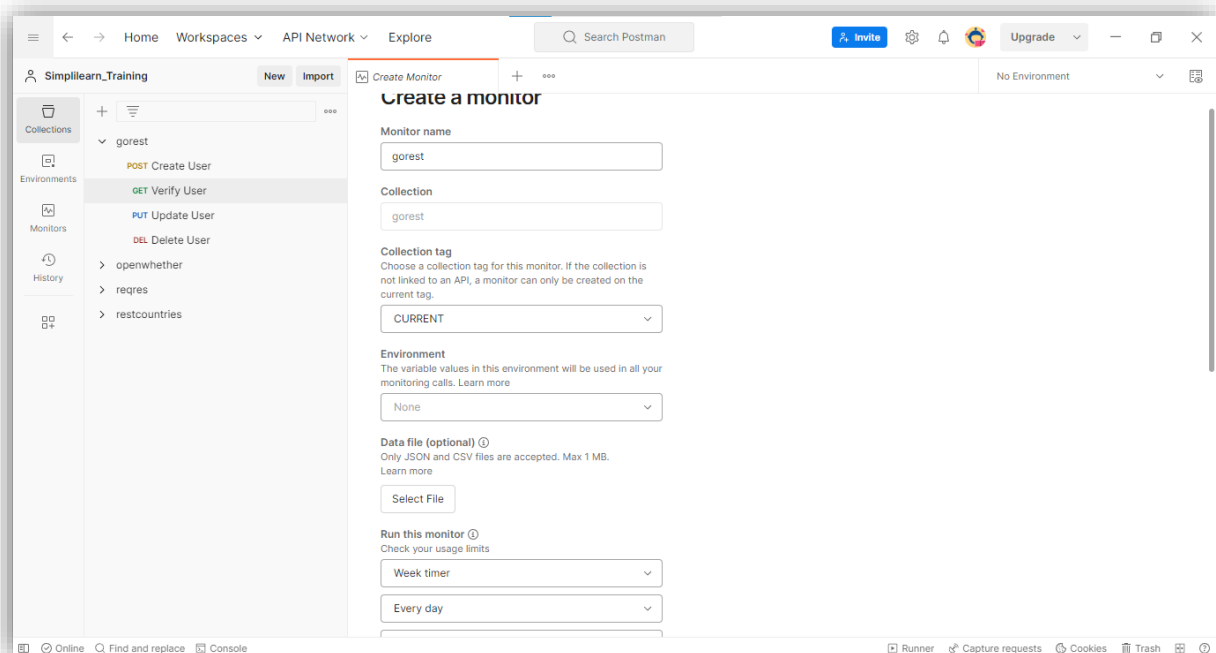 Home
Workspaces
API Network
Explore
Search Postman
Invite
Upgrade
Simplilearn_Training
New
Import
Create Monitor
No Environment
Collections
Environments
Monitors
History
gorest
POST Create User
GET Verify User
PUT Update User
DEL Delete User
openwhether
reqres
restcountries
Create a monitor
Monitor name
gorest
Collection
gorest
Collection tag
Choose a collection tag for this monitor. If the collection is
not linked to an API, a monitor can only be created on the
current tag.
CURRENT
Environment
The variable values in this environment will be used in all your
monitoring calls. Learn more
None
Data file (optional)
Only JSON and CSV files are accepted. Max 1 MB.
Learn more
Select File
Run this monitor
Check your usage limits
Week timer
Every day
Online
Find and replace
Console
Runner
Capture requests
Cookies
Trash